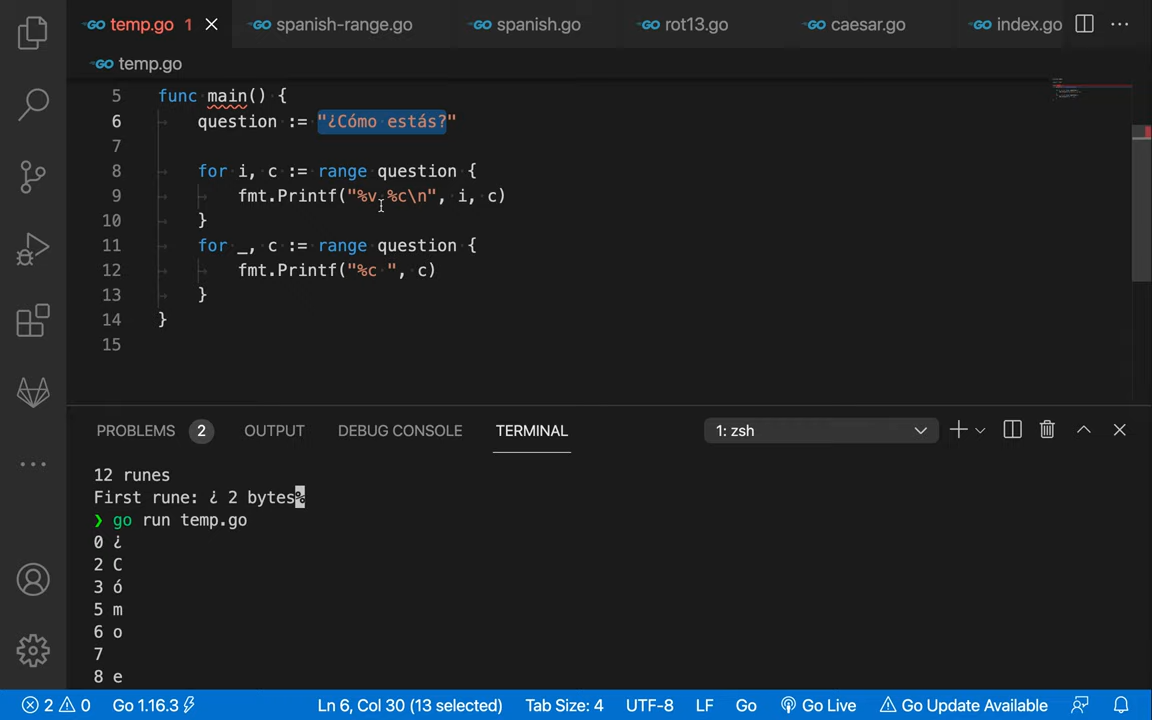 temp.go 1 spanish-range.go spanish.go rot13.go caesar.go index.go
temp.go
5 func main() {
6 question := "¿Cómo estás?"
7
8 for i, c := range question {
9 fmt.Printf("%v %c\n", i, c)
10 }
11 for _, c := range question {
12 fmt.Printf("%c ", c)
13 }
14 }
15
PROBLEMS 2 OUTPUT DEBUG CONSOLE TERMINAL 1: zsh
12 runes
First rune: ¿ 2 bytes%
❯ go run temp.go
0 ¿
2 C
3 ó
5 m
6 o
7
8 e
2 0 Go 1.16.3 Ln 6, Col 30 (13 selected) Tab Size: 4 UTF-8 LF Go Go Live Go Update Available